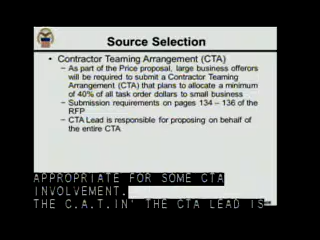 Source Selection
• Contractor Teaming Arrangement (CTA)
– As part of the Price proposal, large business offerors
will be required to submit a Contractor Teaming
Arrangement (CTA) that plans to allocate a minimum
of 40% of all task order dollars to small business
– Submission requirements on pages 134 – 136 of the
RFP
– CTA Lead is responsible for proposing on behalf of
the entire CTA
APPROPRIATE FOR SOME CTA
INVOLVEMENT.
THE C.A.T.IN' THE CTA LEAD IS